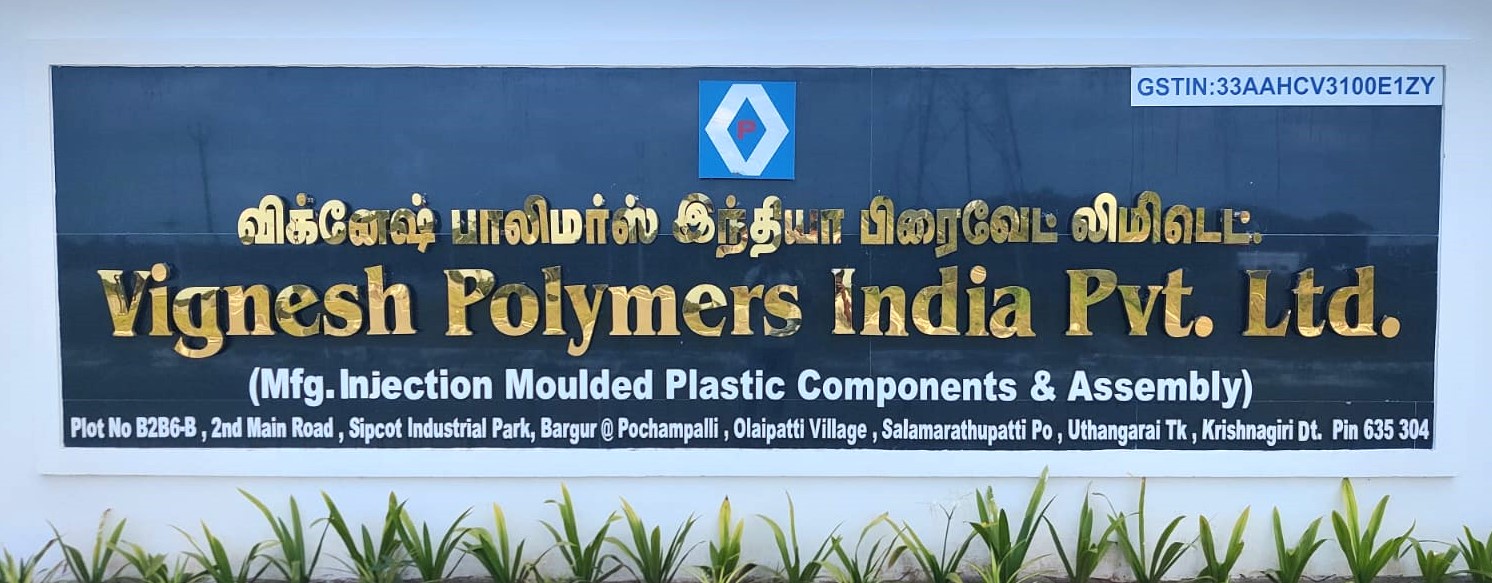 GSTIN:33AAHCV3100E1ZY
P
விக்னேஷ் பாலிமர்ஸ் இந்தியா பிரைவேட் லிமிடெட்.
Vignesh Polymers India Pvt. Ltd.
(Mfg. Injection Moulded Plastic Components & Assembly)
Plot No B2B6-B , 2nd Main Road , Sipcot Industrial Park, Bargur @ Pochampalli , Olaipatti Village , Salamarathupatti Po , Uthangarai Tk , Krishnagiri Dt. Pin 635 304